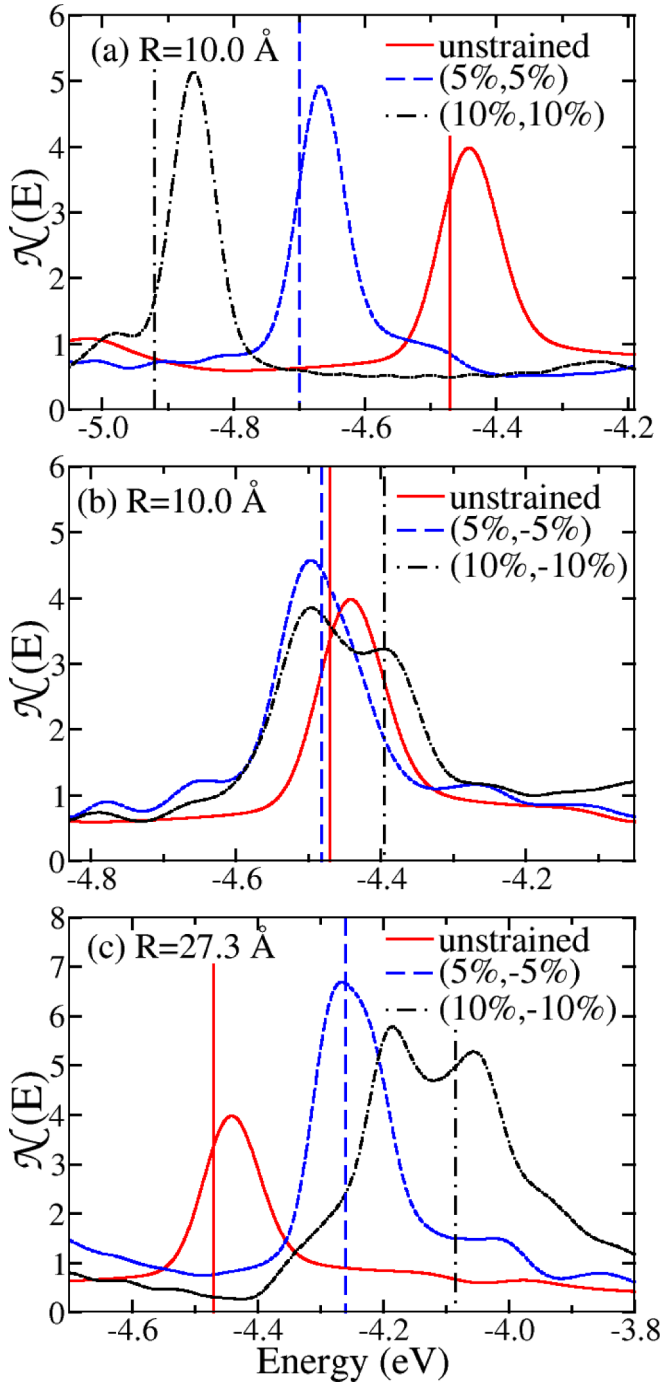 6
(a) R=10.0 Å
unstrained
(5%,5%)
(10%,10%)
5
4
3
2
1
0
𝒩(E)
-5.0 -4.8 -4.6 -4.4 -4.2
6
(b) R=10.0 Å
unstrained
(5%,-5%)
(10%,-10%)
5
4
3
2
1
0
𝒩(E)
-4.8 -4.6 -4.4 -4.2
8
(c) R=27.3 Å
unstrained
(5%,-5%)
(10%,-10%)
7
6
5
4
3
2
1
0
𝒩(E)
-4.6 -4.4 -4.2 -4.0 -3.8
Energy (eV)